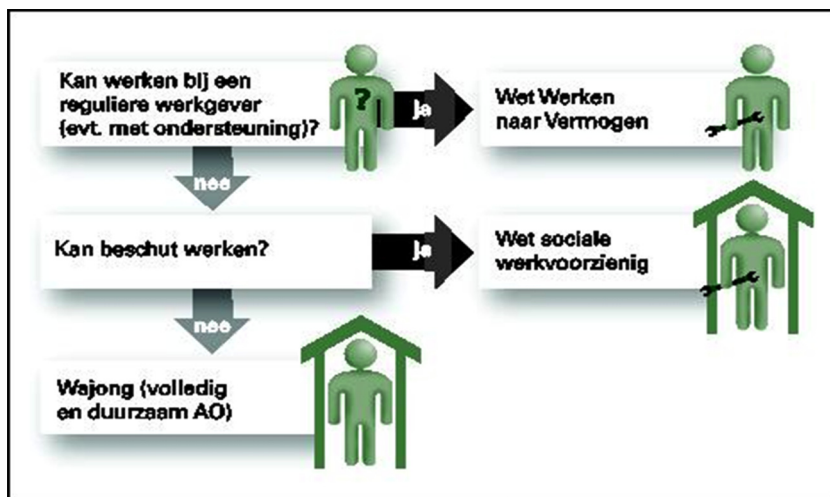 Kan werken bij een
reguliere werkgever
(evt. met ondersteuning)?
?
ja
Wet Werken
naar Vermogen
nee
Kan beschut werken?
ja
Wet sociale
werkvoorzienig
nee
Wajong (volledig
en duurzaam AO)